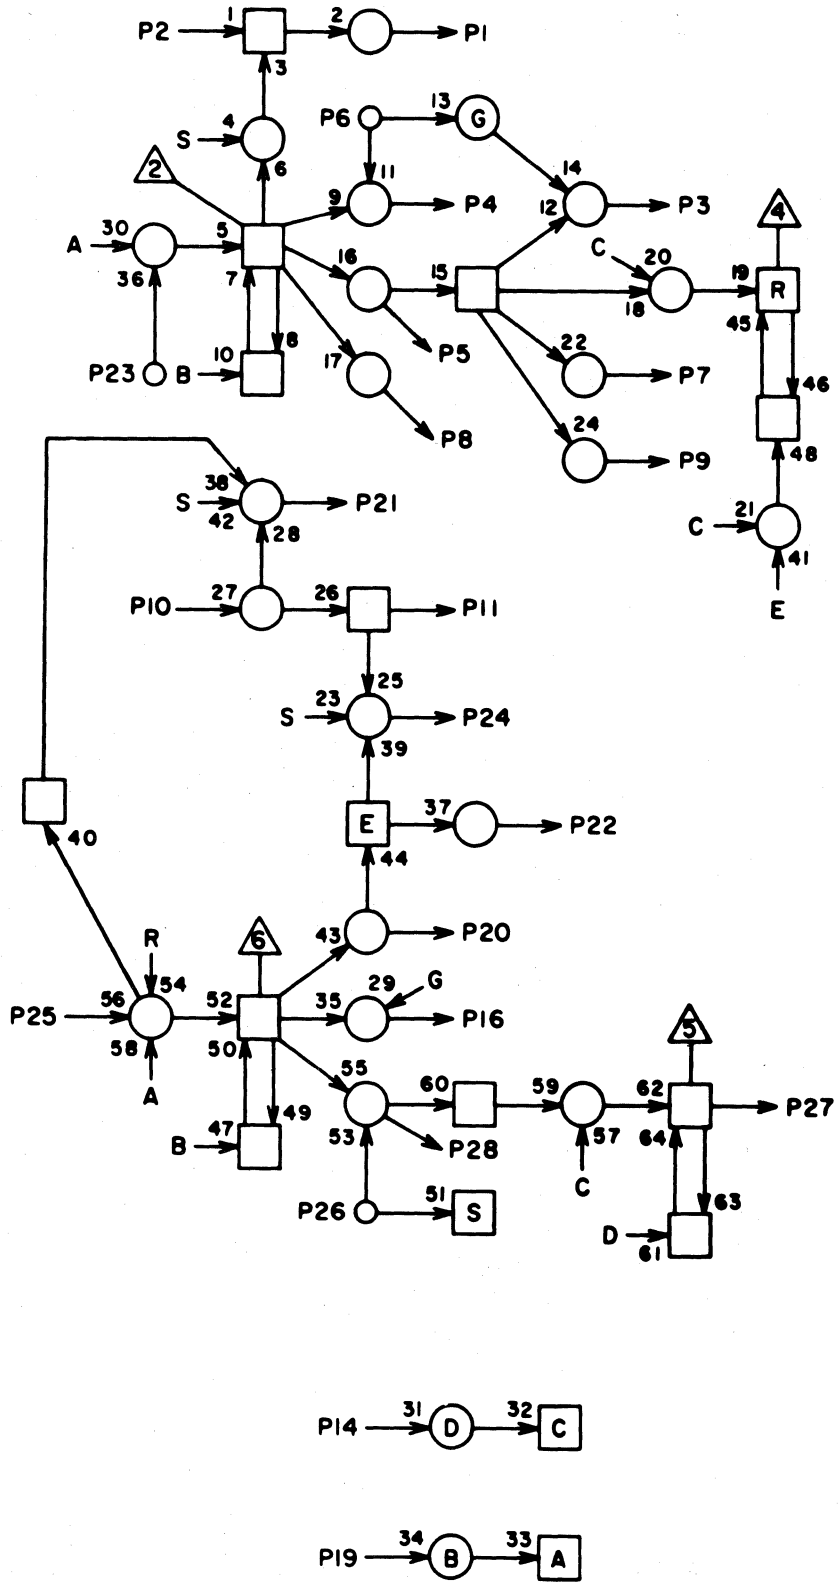 P2 1 2 P1
3
S 4 P6 13 G
6 11 14
2 9 P4 12 P3 4
A 30 5 16 15 C 20 19 R
36 7 18 45
8 P5
P23 B 10 17 22 P7 46
P8 24 P9 48
38
S P21
42 28 C 21
41
P10 27 26 P11 E
25
S 23 P24
39
E 37 P22
40 44
6 43 P20
R
54 29 G
P25 56 52 35 P16 5
58 50
A 55 60 59 62 P27
B 47 49 53 P28 57 64
C
P26 51 S 63
D
61
P14 31 D 32 C
P19 34 B 33 A